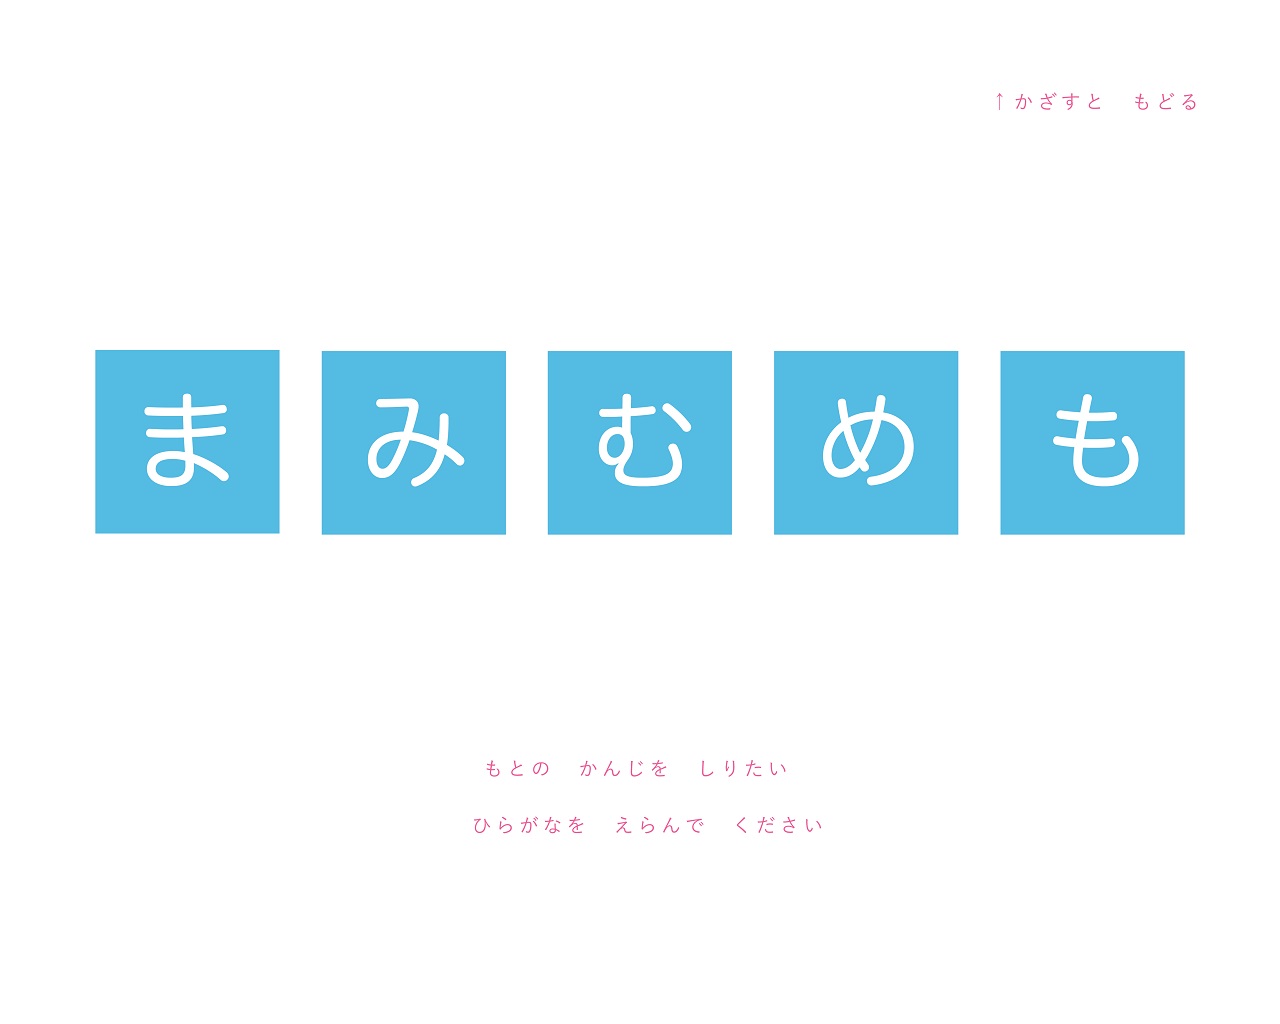 ↑かざすと　もどる
ま　み　む　め　も
もとの　かんじを　しりたい
ひらがなを　えらんで　ください